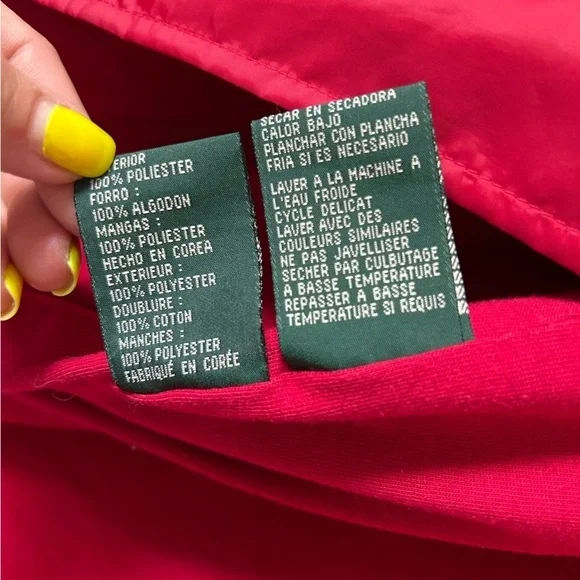 TERIOR
100% POLIESTER
FORRO :
100% ALGODON
MANGAS :
100% POLIESTER
HECHO EN COREA
EXTERIEUR :
100% POLYESTER
DOUBLURE :
100% COTON
MANCHES :
100% POLYESTER
FABRIQUÉ EN CORÉE
SECAR EN SECADORA
CALOR BAJO
PLANCHAR CON PLANCHA
FRIA SI ES NECESARIO
LAVER A LA MACHINE A
L'EAU FROIDE
CYCLE DELICAT
LAVER AVEC DES
COULEURS SIMILAIRES
NE PAS JAVELLISER
SECHER PAR CULBUTAGE
A BASSE TEMPERATURE
REPASSER A BASSE
TEMPERATURE SI REQUIS